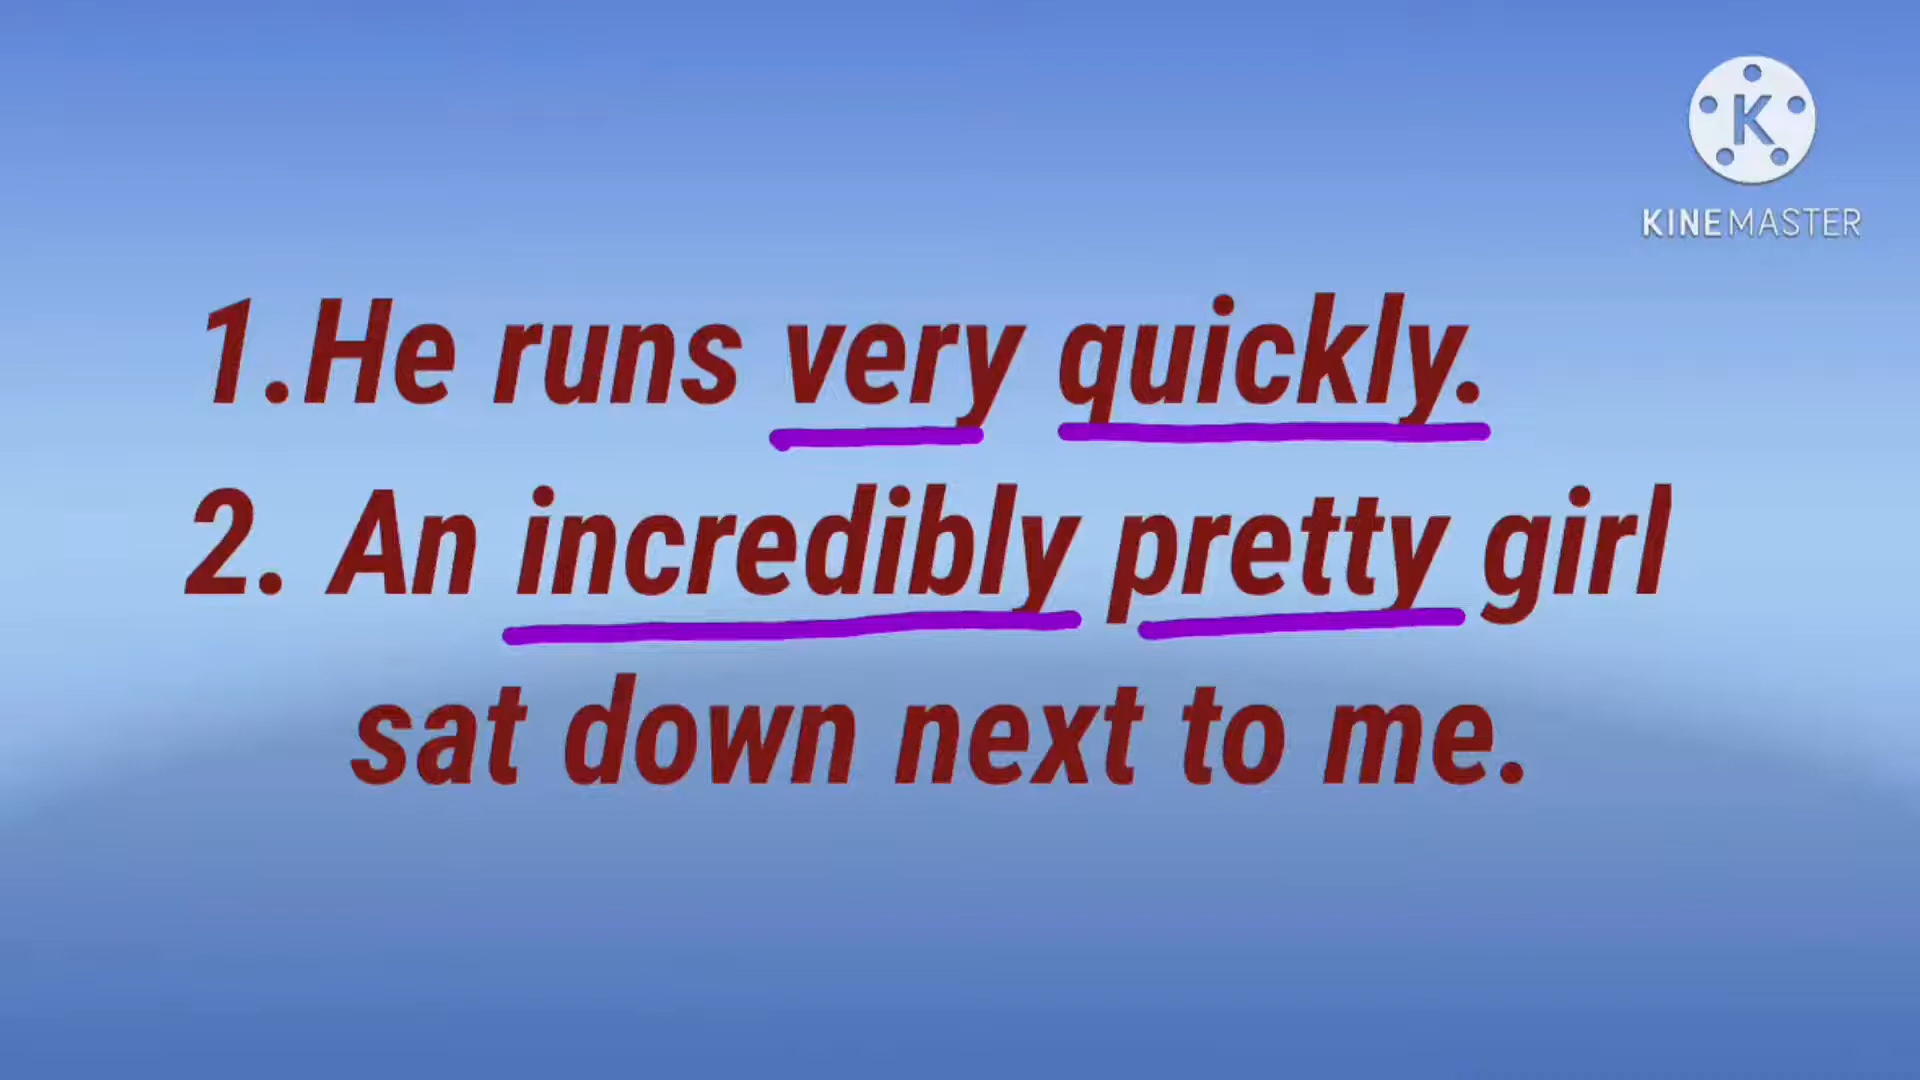 K
KINEMASTER
1.He runs very quickly.
2. An incredibly pretty girl
sat down next to me.